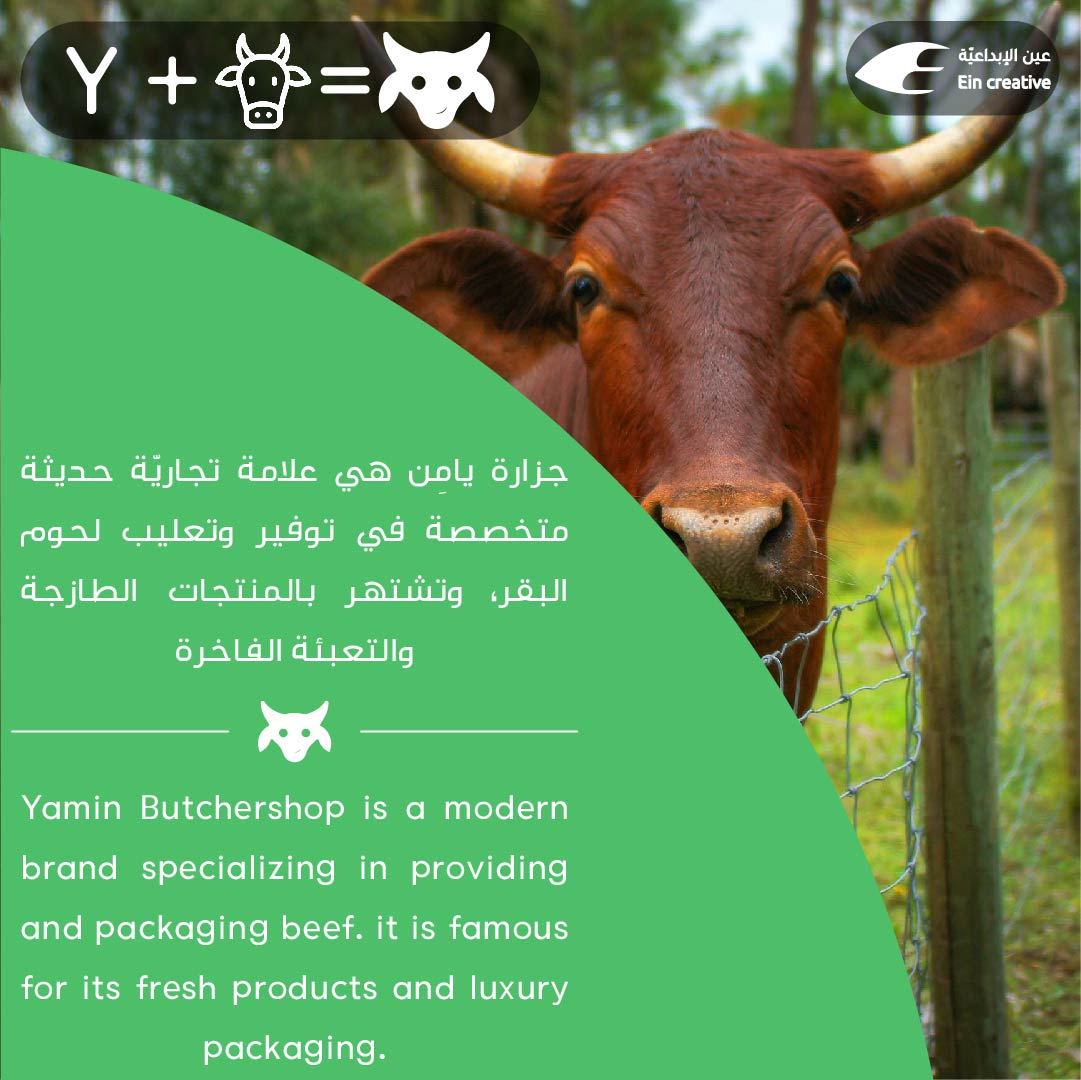 Y + =
عين الإبداعيّة
Ein creative
جزارة يامِن هي علامة تجاريّة حديثة
متخصصة في توفير وتعليب لحوم
البقر، وتشتهر بالمنتجات الطازجة
والتعبئة الفاخرة
Yamin Butchershop is a modern
brand specializing in providing
and packaging beef. it is famous
for its fresh products and luxury
packaging.